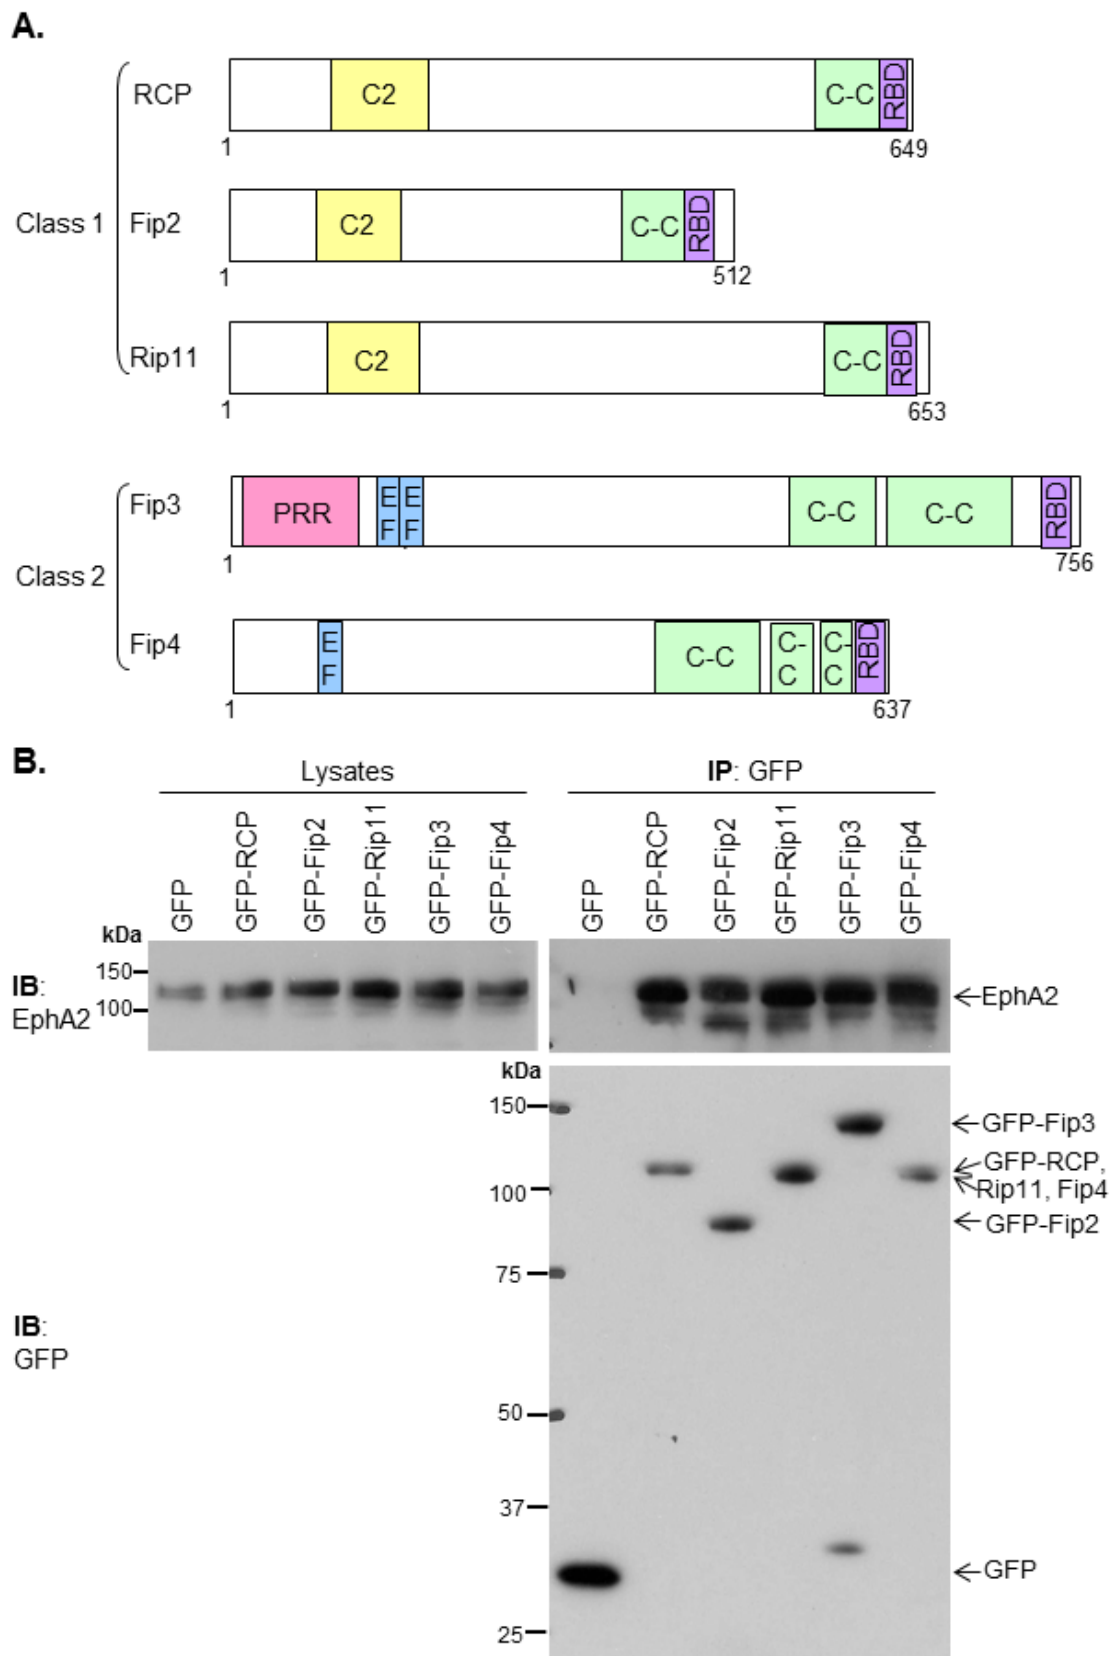 A.
Class 1
RCP
C2
C-C
RBD
1
649
Fip2
C2
C-C
RBD
1
512
Rip11
C2
C-C
RBD
1
653
Class 2
Fip3
PRR
E E
F F
C-C
C-C
RBD
1
756
Fip4
E
F
C-C
C- C-
C C
RBD
1
637
B.
Lysates
IP: GFP
GFP
GFP-RCP
GFP-Fip2
GFP-Rip11
GFP-Fip3
GFP-Fip4
GFP
GFP-RCP
GFP-Fip2
GFP-Rip11
GFP-Fip3
GFP-Fip4
kDa
150
100
IB:
EphA2
EphA2
kDa
150
100
75
50
37
25
IB:
GFP
GFP-Fip3
GFP-RCP,
Rip11, Fip4
GFP-Fip2
GFP